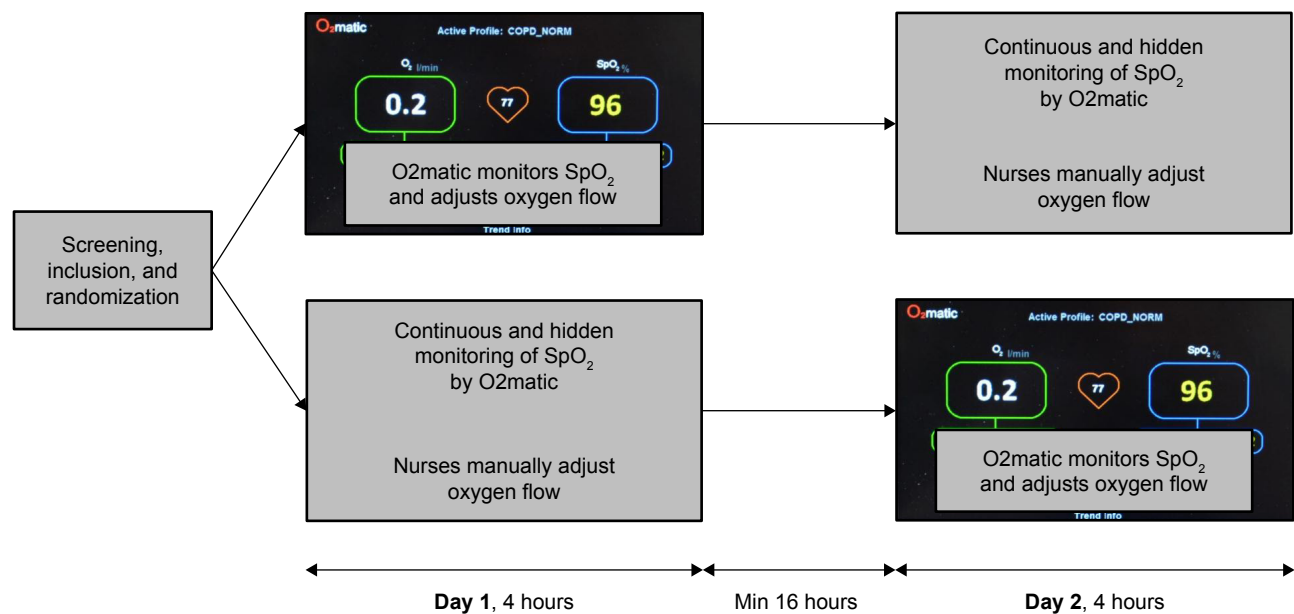 O₂matic
Active Profile: COPD_NORM
O₂ l/min
SpO₂ %
0.2
77
96
O2matic monitors SpO₂
and adjusts oxygen flow
Trend Info
Continuous and hidden
monitoring of SpO₂
by O2matic
Nurses manually adjust
oxygen flow
Screening,
inclusion, and
randomization
Continuous and hidden
monitoring of SpO₂
by O2matic
Nurses manually adjust
oxygen flow
O₂matic
Active Profile: COPD_NORM
O₂ l/min
SpO₂ %
0.2
77
96
O2matic monitors SpO₂
and adjusts oxygen flow
Trend Info
Day 1, 4 hours
Min 16 hours
Day 2, 4 hours